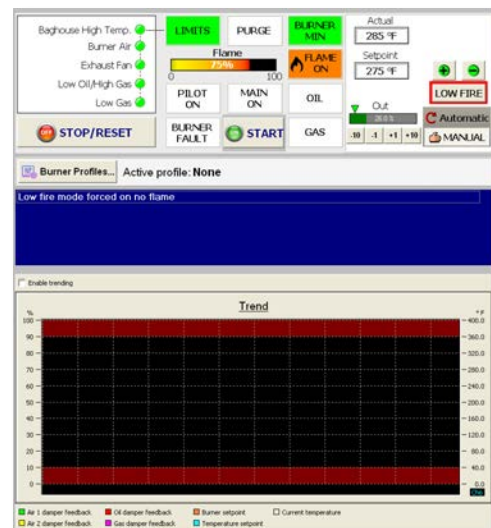 Baghouse High Temp.
Burner Air
Exhaust Fan
Low Oil/High Gas
Low Gas
LIMITS
PURGE
BURNER MIN
Flame
75%
0 100
FLAME ON
PILOT ON
MAIN ON
OIL
STOP/RESET
BURNER FAULT
START
GAS
Actual
285 °F
Setpoint
275 °F
LOW FIRE
Out
-10 -1 +1 +10
Automatic
MANUAL
Burner Profiles... Active profile: None
Low fire mode forced on no flame
Enable trending
Trend
% °F
100 400.0
90 360.0
80 320.0
70 280.0
60 240.0
50 200.0
40 160.0
30 120.0
20 80.0
10 40.0
0 0.0
Air 1 damper feedback Oil damper feedback Burner setpoint Current temperature
Air 2 damper feedback Gas damper feedback Temperature setpoint